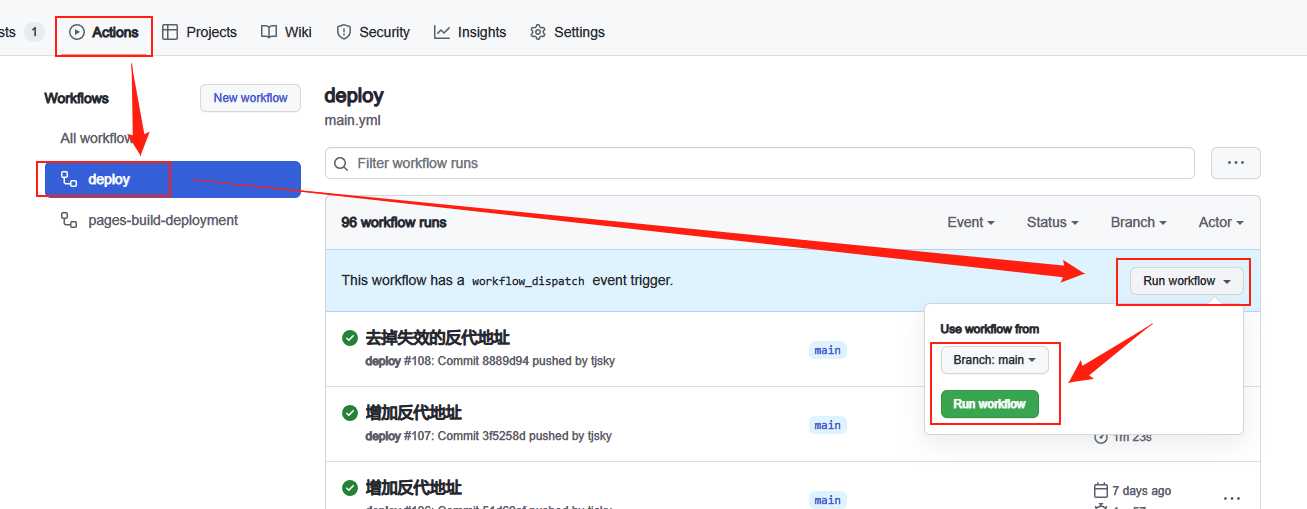 sts 1 Actions Projects Wiki Security Insights Settings
Workflows New workflow
All workflow
deploy
pages-build-deployment
deploy
main.yml
Filter workflow runs
96 workflow runs Event Status Branch Actor
This workflow has a workflow_dispatch event trigger. Run workflow
Use workflow from
Branch: main
Run workflow
去掉失效的反代地址
deploy #108: Commit 8889d94 pushed by tjsky
main
增加反代地址
deploy #107: Commit 3f5258d pushed by tjsky
main
1m 23s
增加反代地址
main
7 days ago